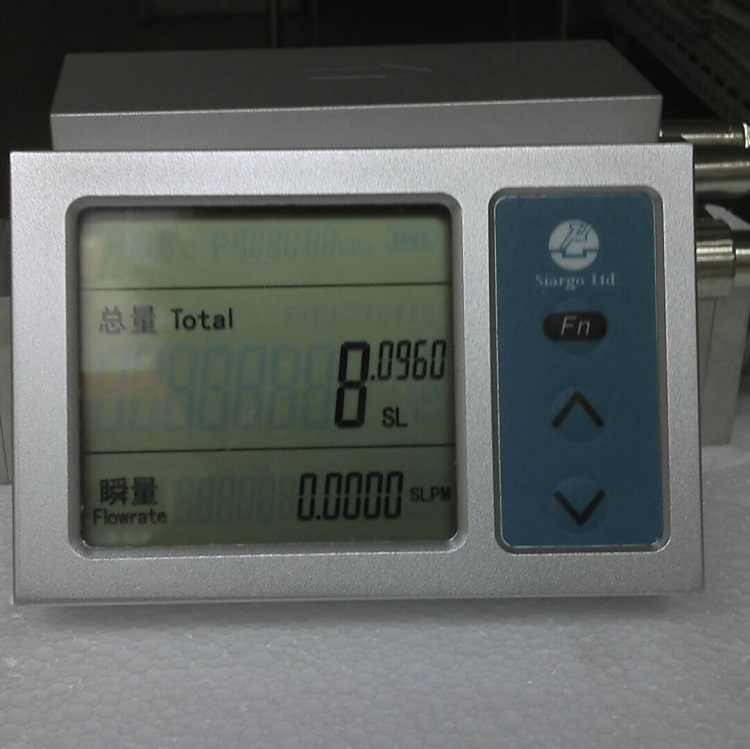 总量 Total
8.0960
SL
瞬量
Flowrate
0.0000 SLPM
Siargo Ltd.
Fn